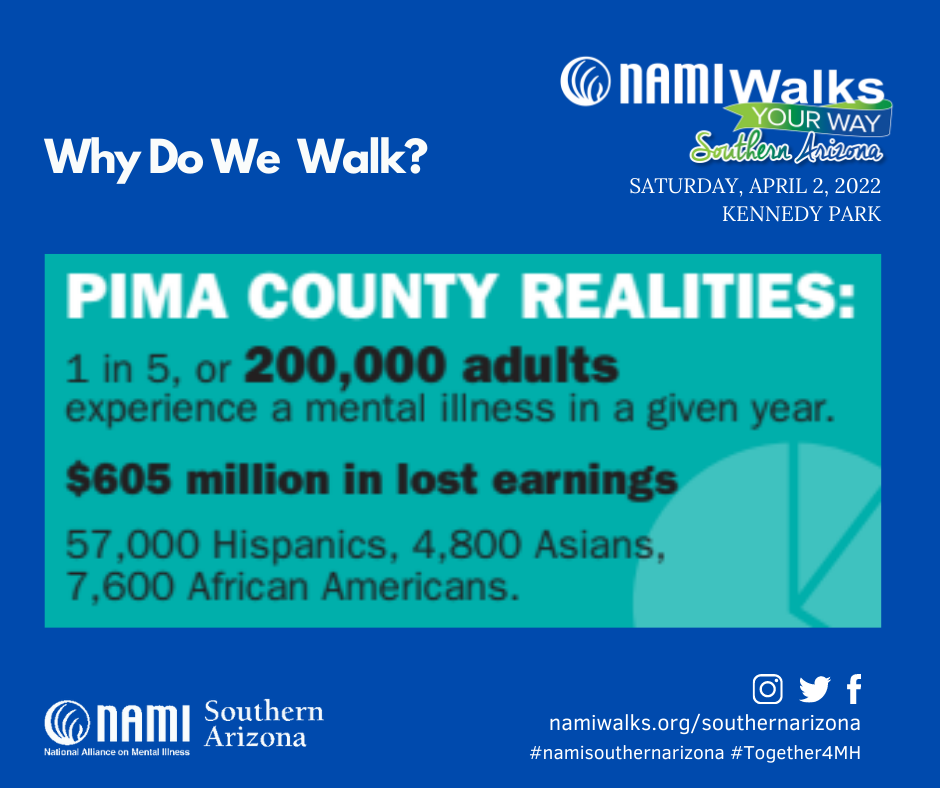 NAMIWalks
YOUR WAY
Southern Arizona
Why Do We Walk?
SATURDAY, APRIL 2, 2022
KENNEDY PARK
PIMA COUNTY REALITIES:
1 in 5, or 200,000 adults
experience a mental illness in a given year.
$605 million in lost earnings
57,000 Hispanics, 4,800 Asians,
7,600 African Americans.
NAMI
National Alliance on Mental Illness
Southern
Arizona
namiwalks.org/southernarizona
#namisouthernarizona #Together4MH